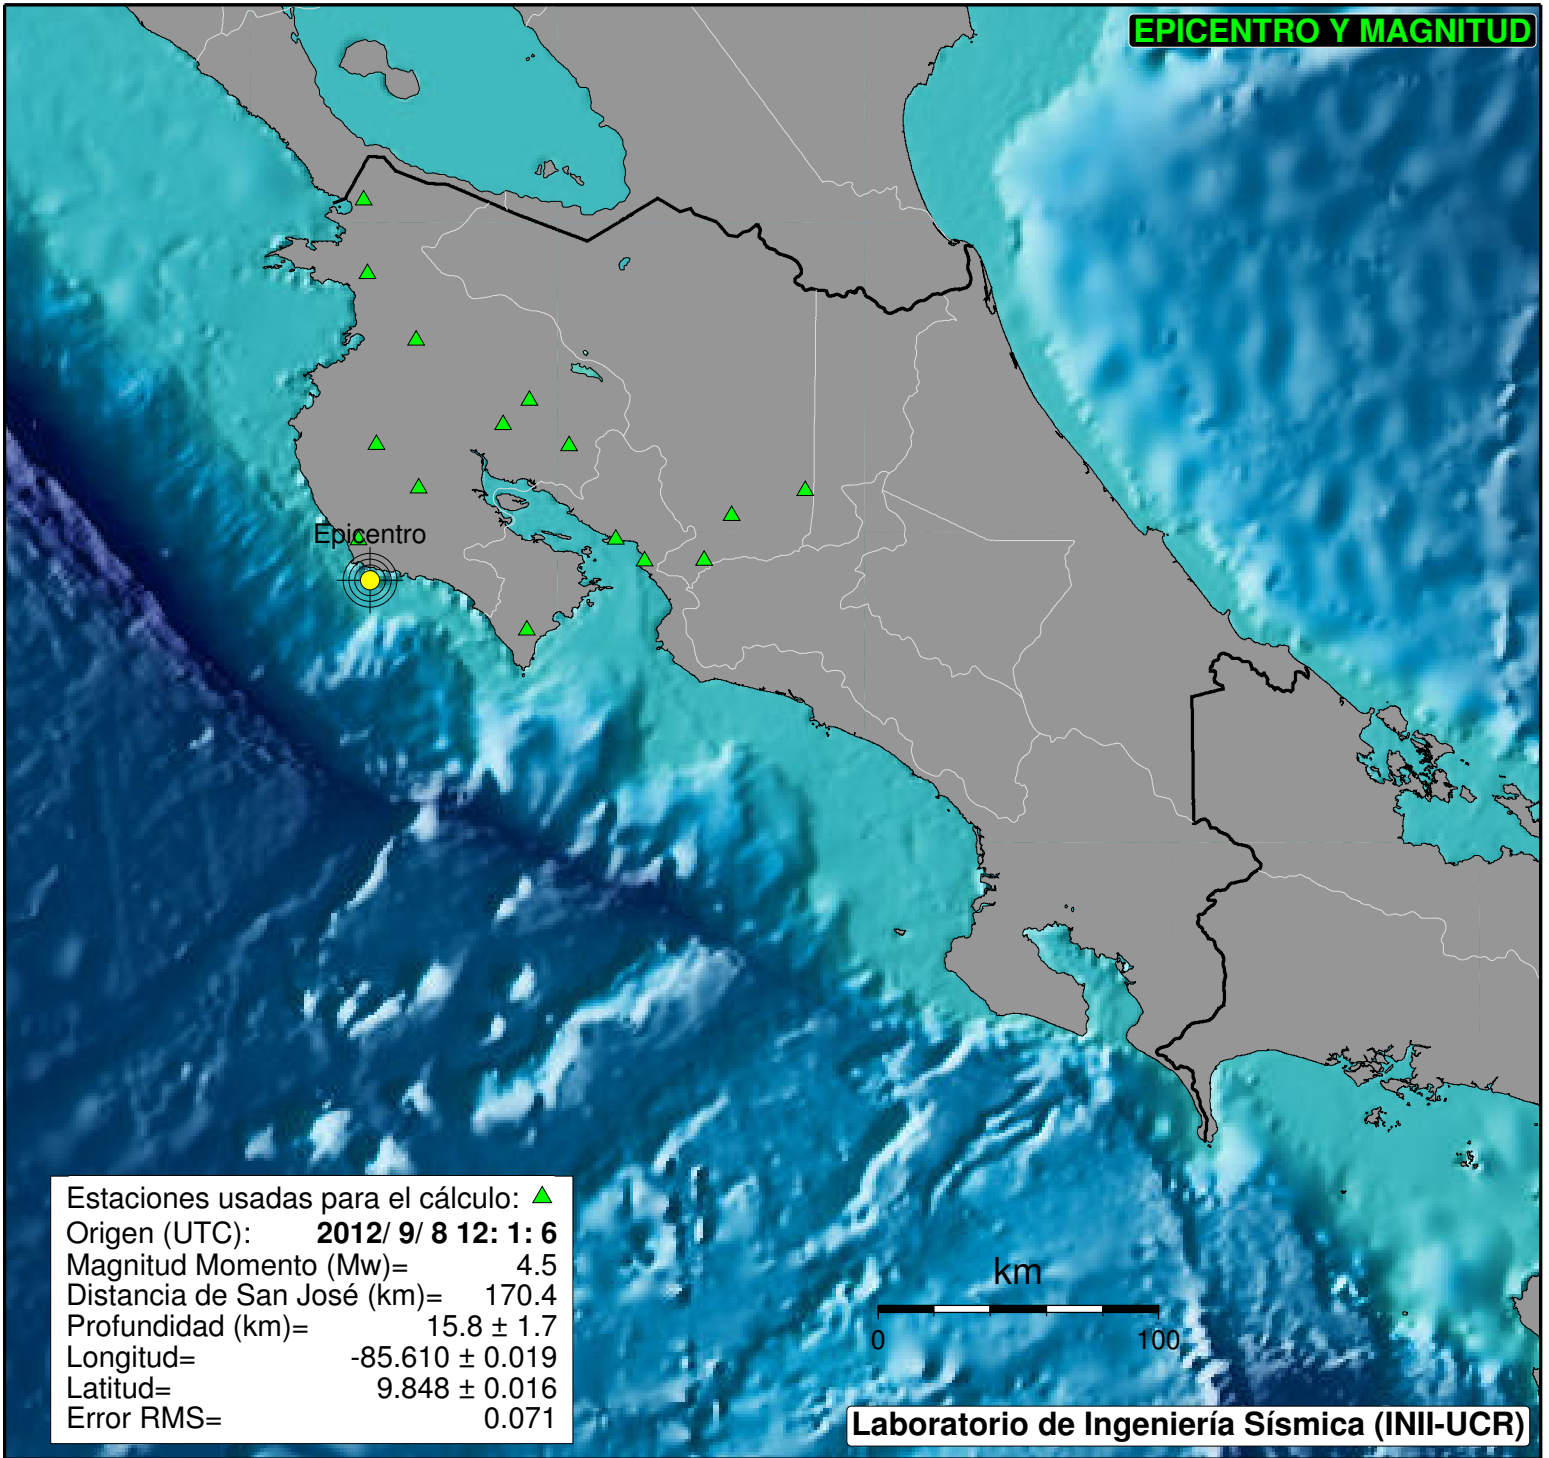 EPICENTRO Y MAGNITUD
Epicentro
Estaciones usadas para el cálculo:
Origen (UTC): 2012/ 9/ 8 12: 1: 6
Magnitud Momento (Mw)= 4.5
Distancia de San José (km)= 170.4
Profundidad (km)= 15.8 ± 1.7
Longitud= -85.610 ± 0.019
Latitud= 9.848 ± 0.016
Error RMS= 0.071
km
0 100
Laboratorio de Ingeniería Sísmica (INII-UCR)